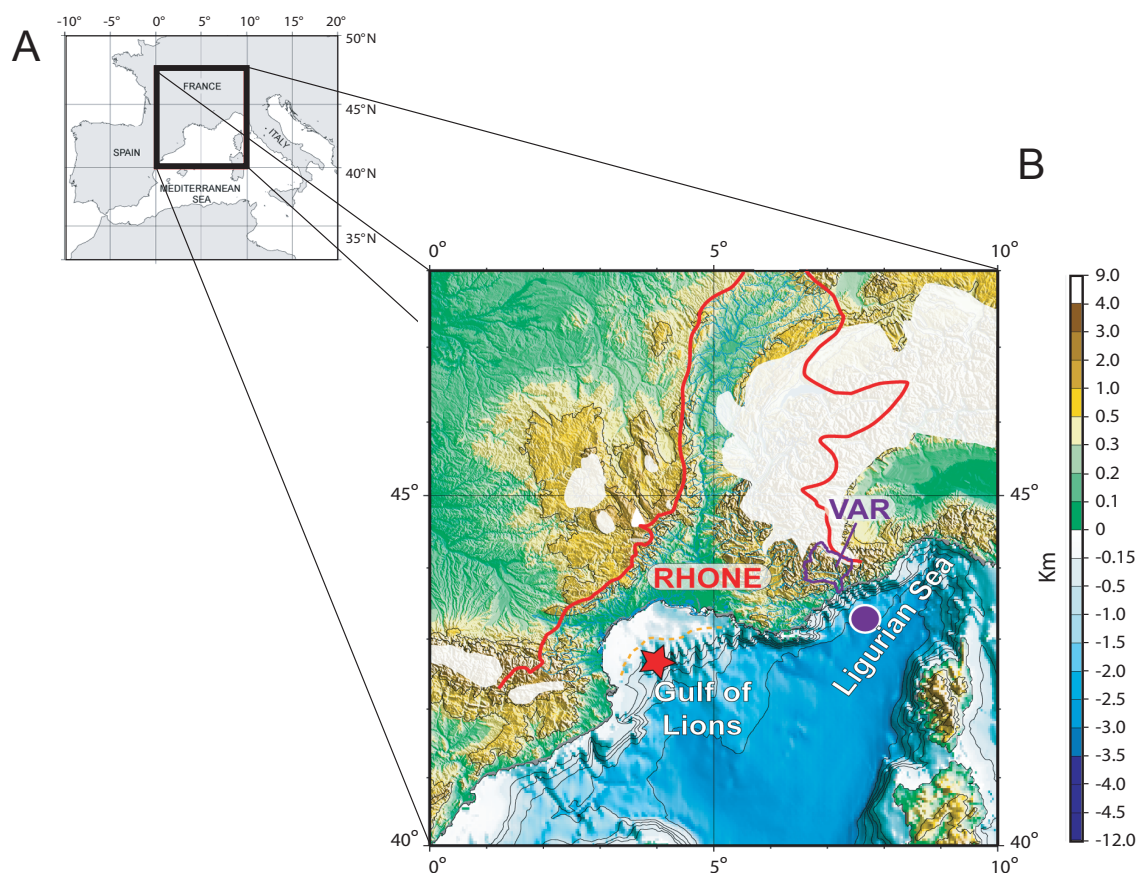 A
-10° -5° 0° 5° 10° 15° 20°
50°N
FRANCE
45°N
ITALY
SPAIN
40°N
MEDITERRANEAN
SEA
35°N
B
0° 5° 10°
45° 45°
VAR
RHONE
Ligurian Sea
Gulf of
Lions
40° 40°
0° 5° 10°
Km
9.0
4.0
3.0
2.0
1.0
0.5
0.3
0.2
0.1
0
-0.15
-0.5
-1.0
-1.5
-2.0
-2.5
-3.0
-3.5
-4.0
-4.5
-12.0